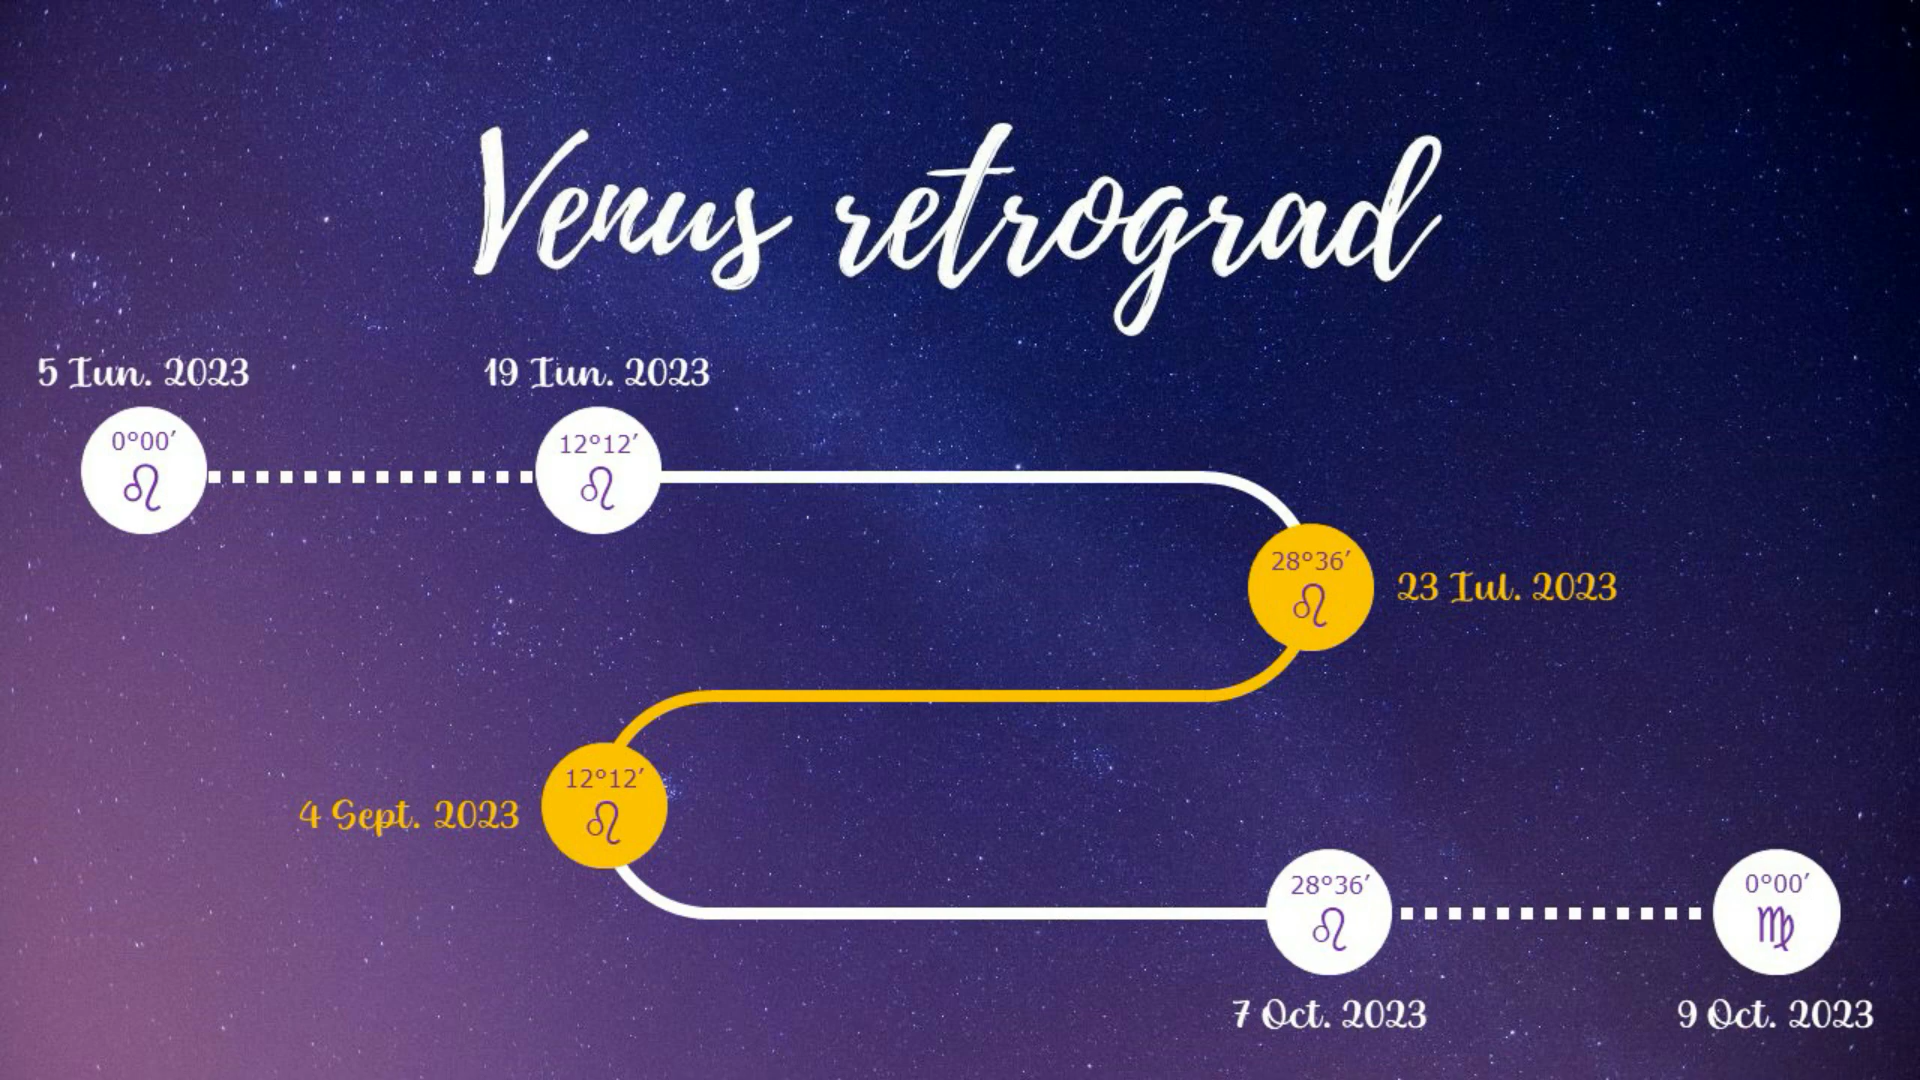 Venus retrograd
5 Iun. 2023
19 Iun. 2023
0°00′
♌
12°12′
♌
28°36′
♌
23 Iul. 2023
12°12′
♌
4 Sept. 2023
28°36′
♌
0°00′
♍
7 Oct. 2023
9 Oct. 2023